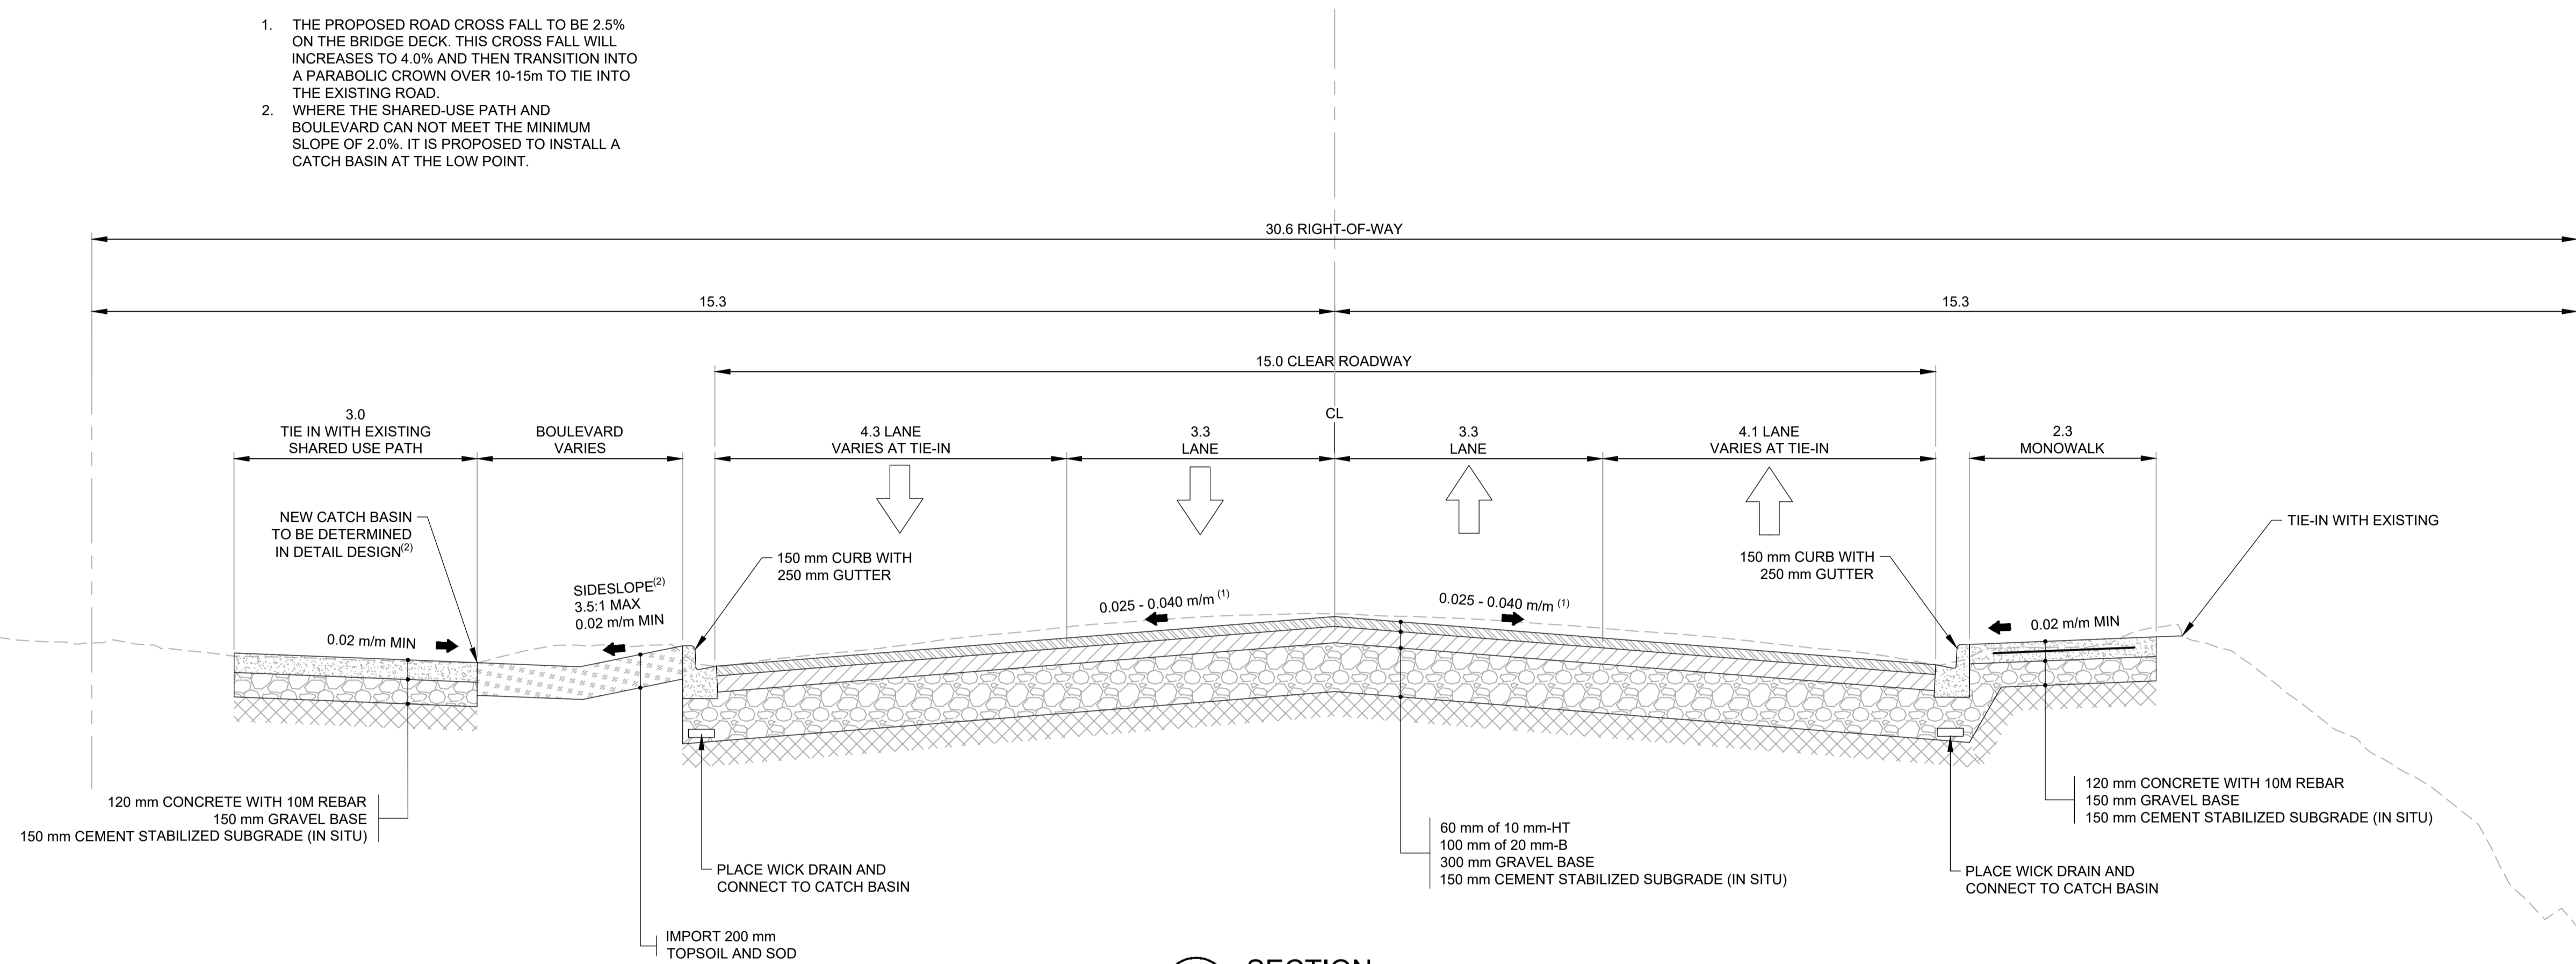 1. THE PROPOSED ROAD CROSS FALL TO BE 2.5%
ON THE BRIDGE DECK. THIS CROSS FALL WILL
INCREASES TO 4.0% AND THEN TRANSITION INTO
A PARABOLIC CROWN OVER 10-15m TO TIE INTO
THE EXISTING ROAD.
2. WHERE THE SHARED-USE PATH AND
BOULEVARD CAN NOT MEET THE MINIMUM
SLOPE OF 2.0%. IT IS PROPOSED TO INSTALL A
CATCH BASIN AT THE LOW POINT.
30.6 RIGHT-OF-WAY
15.3
15.3
15.0 CLEAR ROADWAY
3.0
TIE IN WITH EXISTING
SHARED USE PATH
BOULEVARD
VARIES
4.3 LANE
VARIES AT TIE-IN
3.3
LANE
CL
3.3
LANE
4.1 LANE
VARIES AT TIE-IN
2.3
MONOWALK
NEW CATCH BASIN
TO BE DETERMINED
IN DETAIL DESIGN(2)
150 mm CURB WITH
250 mm GUTTER
150 mm CURB WITH
250 mm GUTTER
TIE-IN WITH EXISTING
SIDESLOPE(2)
3.5:1 MAX
0.02 m/m MIN
0.02 m/m MIN
0.025 - 0.040 m/m (1)
0.025 - 0.040 m/m (1)
0.02 m/m MIN
120 mm CONCRETE WITH 10M REBAR
150 mm GRAVEL BASE
150 mm CEMENT STABILIZED SUBGRADE (IN SITU)
PLACE WICK DRAIN AND
CONNECT TO CATCH BASIN
IMPORT 200 mm
TOPSOIL AND SOD
60 mm of 10 mm-HT
100 mm of 20 mm-B
300 mm GRAVEL BASE
150 mm CEMENT STABILIZED SUBGRADE (IN SITU)
120 mm CONCRETE WITH 10M REBAR
150 mm GRAVEL BASE
150 mm CEMENT STABILIZED SUBGRADE (IN SITU)
PLACE WICK DRAIN AND
CONNECT TO CATCH BASIN
SECTION